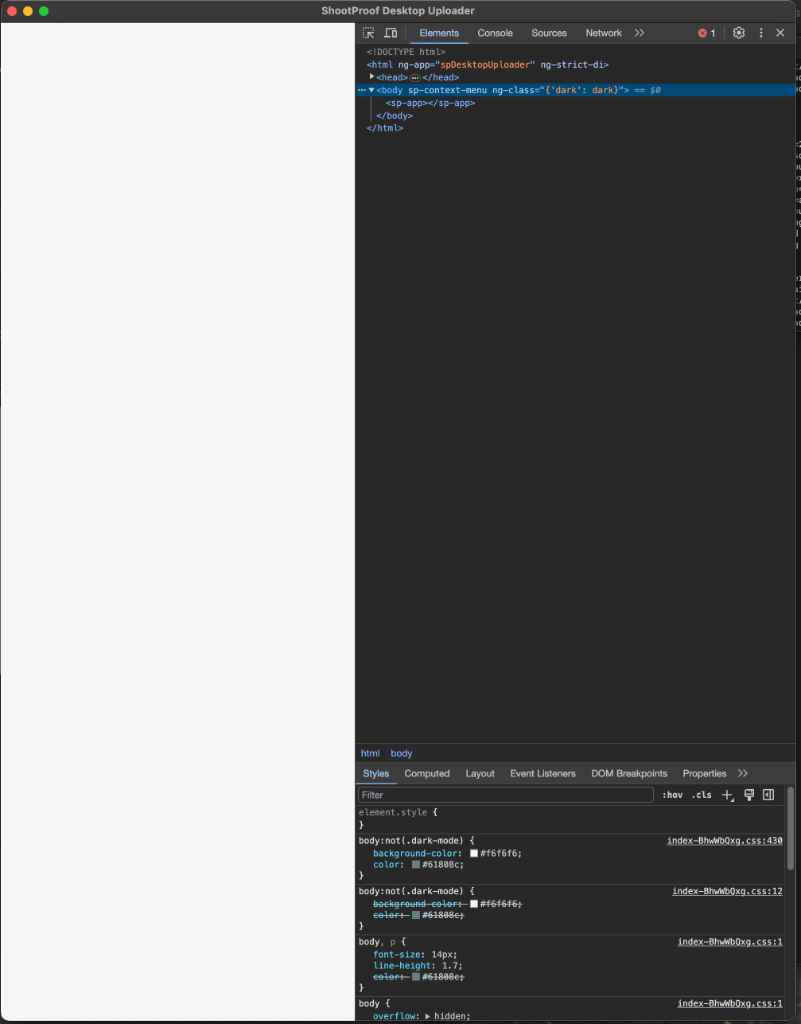 ShootProof Desktop Uploader
Elements Console Sources Network 1
<!DOCTYPE html>
<html ng-app="spDesktopUploader" ng-strict-di>
<head> … </head>
<body sp-context-menu ng-class="{'dark': dark}"> == $0
<sp-app></sp-app>
</body>
</html>
html body
Styles Computed Layout Event Listeners DOM Breakpoints Properties
Filter :hov .cls
element.style {
}
body:not(.dark-mode) { index-BhwWbQxg.css:430
background-color: #f6f6f6;
color: #61808c;
}
body:not(.dark-mode) { index-BhwWbQxg.css:12
background-color: #f6f6f6;
color: #61808c;
}
body, p { index-BhwWbQxg.css:1
font-size: 14px;
line-height: 1.7;
color: #61808c;
}
body { index-BhwWbQxg.css:1
overflow: hidden;